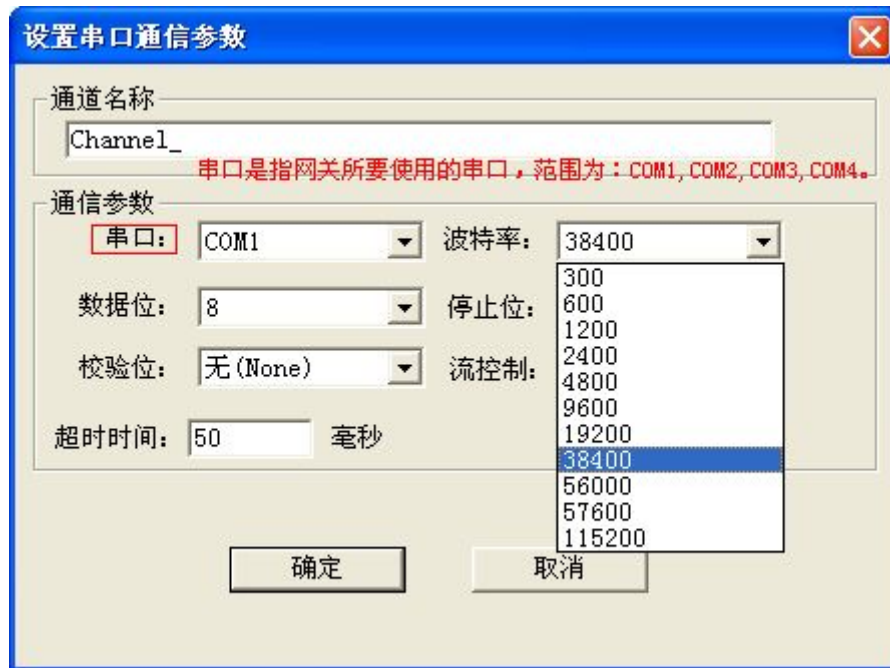 设置串口通信参数
通道名称
Channel_
串口是指网关所要使用的串口，范围为：COM1,COM2,COM3,COM4。
通信参数
串口： COM1 波特率： 38400
300
600
数据位： 8 停止位：
1200
2400
校验位： 无(None) 流控制：
4800
9600
19200
超时时间： 50 毫秒
38400
56000
57600
115200
确定 取消